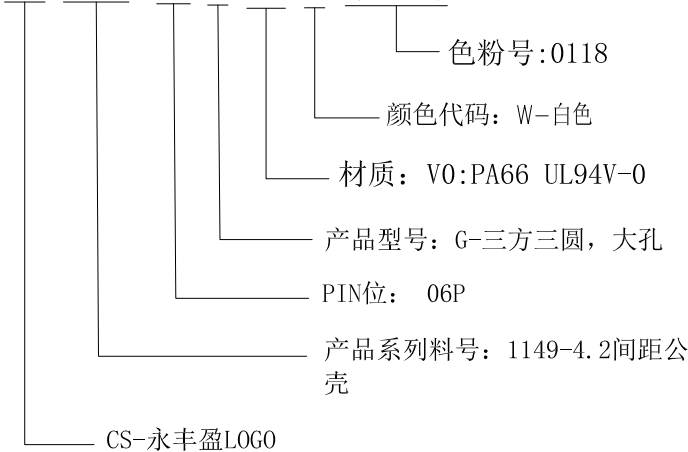 色粉号:0118
颜色代码：W-白色
材质：V0:PA66 UL94V-0
产品型号：G-三方三圆，大孔
PIN位： 06P
产品系列料号：1149-4.2间距公
壳
CS-永丰盈LOGO